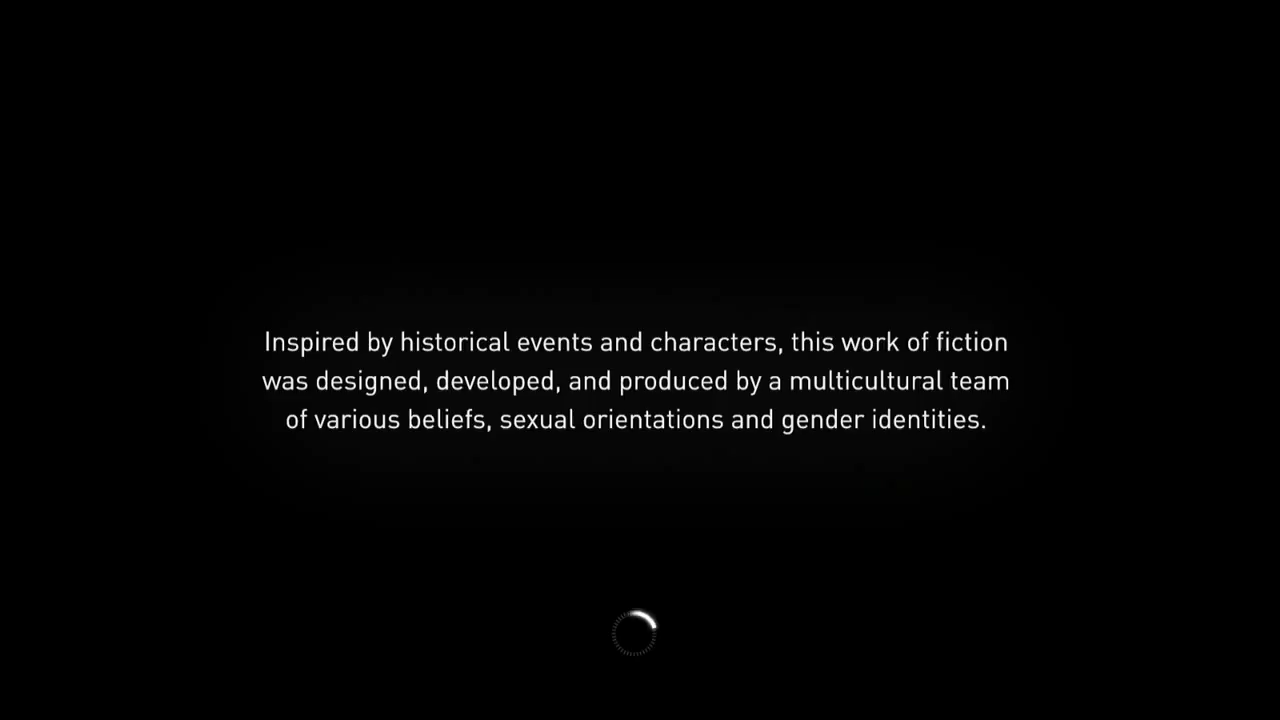 Inspired by historical events and characters, this work of fiction
was designed, developed, and produced by a multicultural team
of various beliefs, sexual orientations and gender identities.